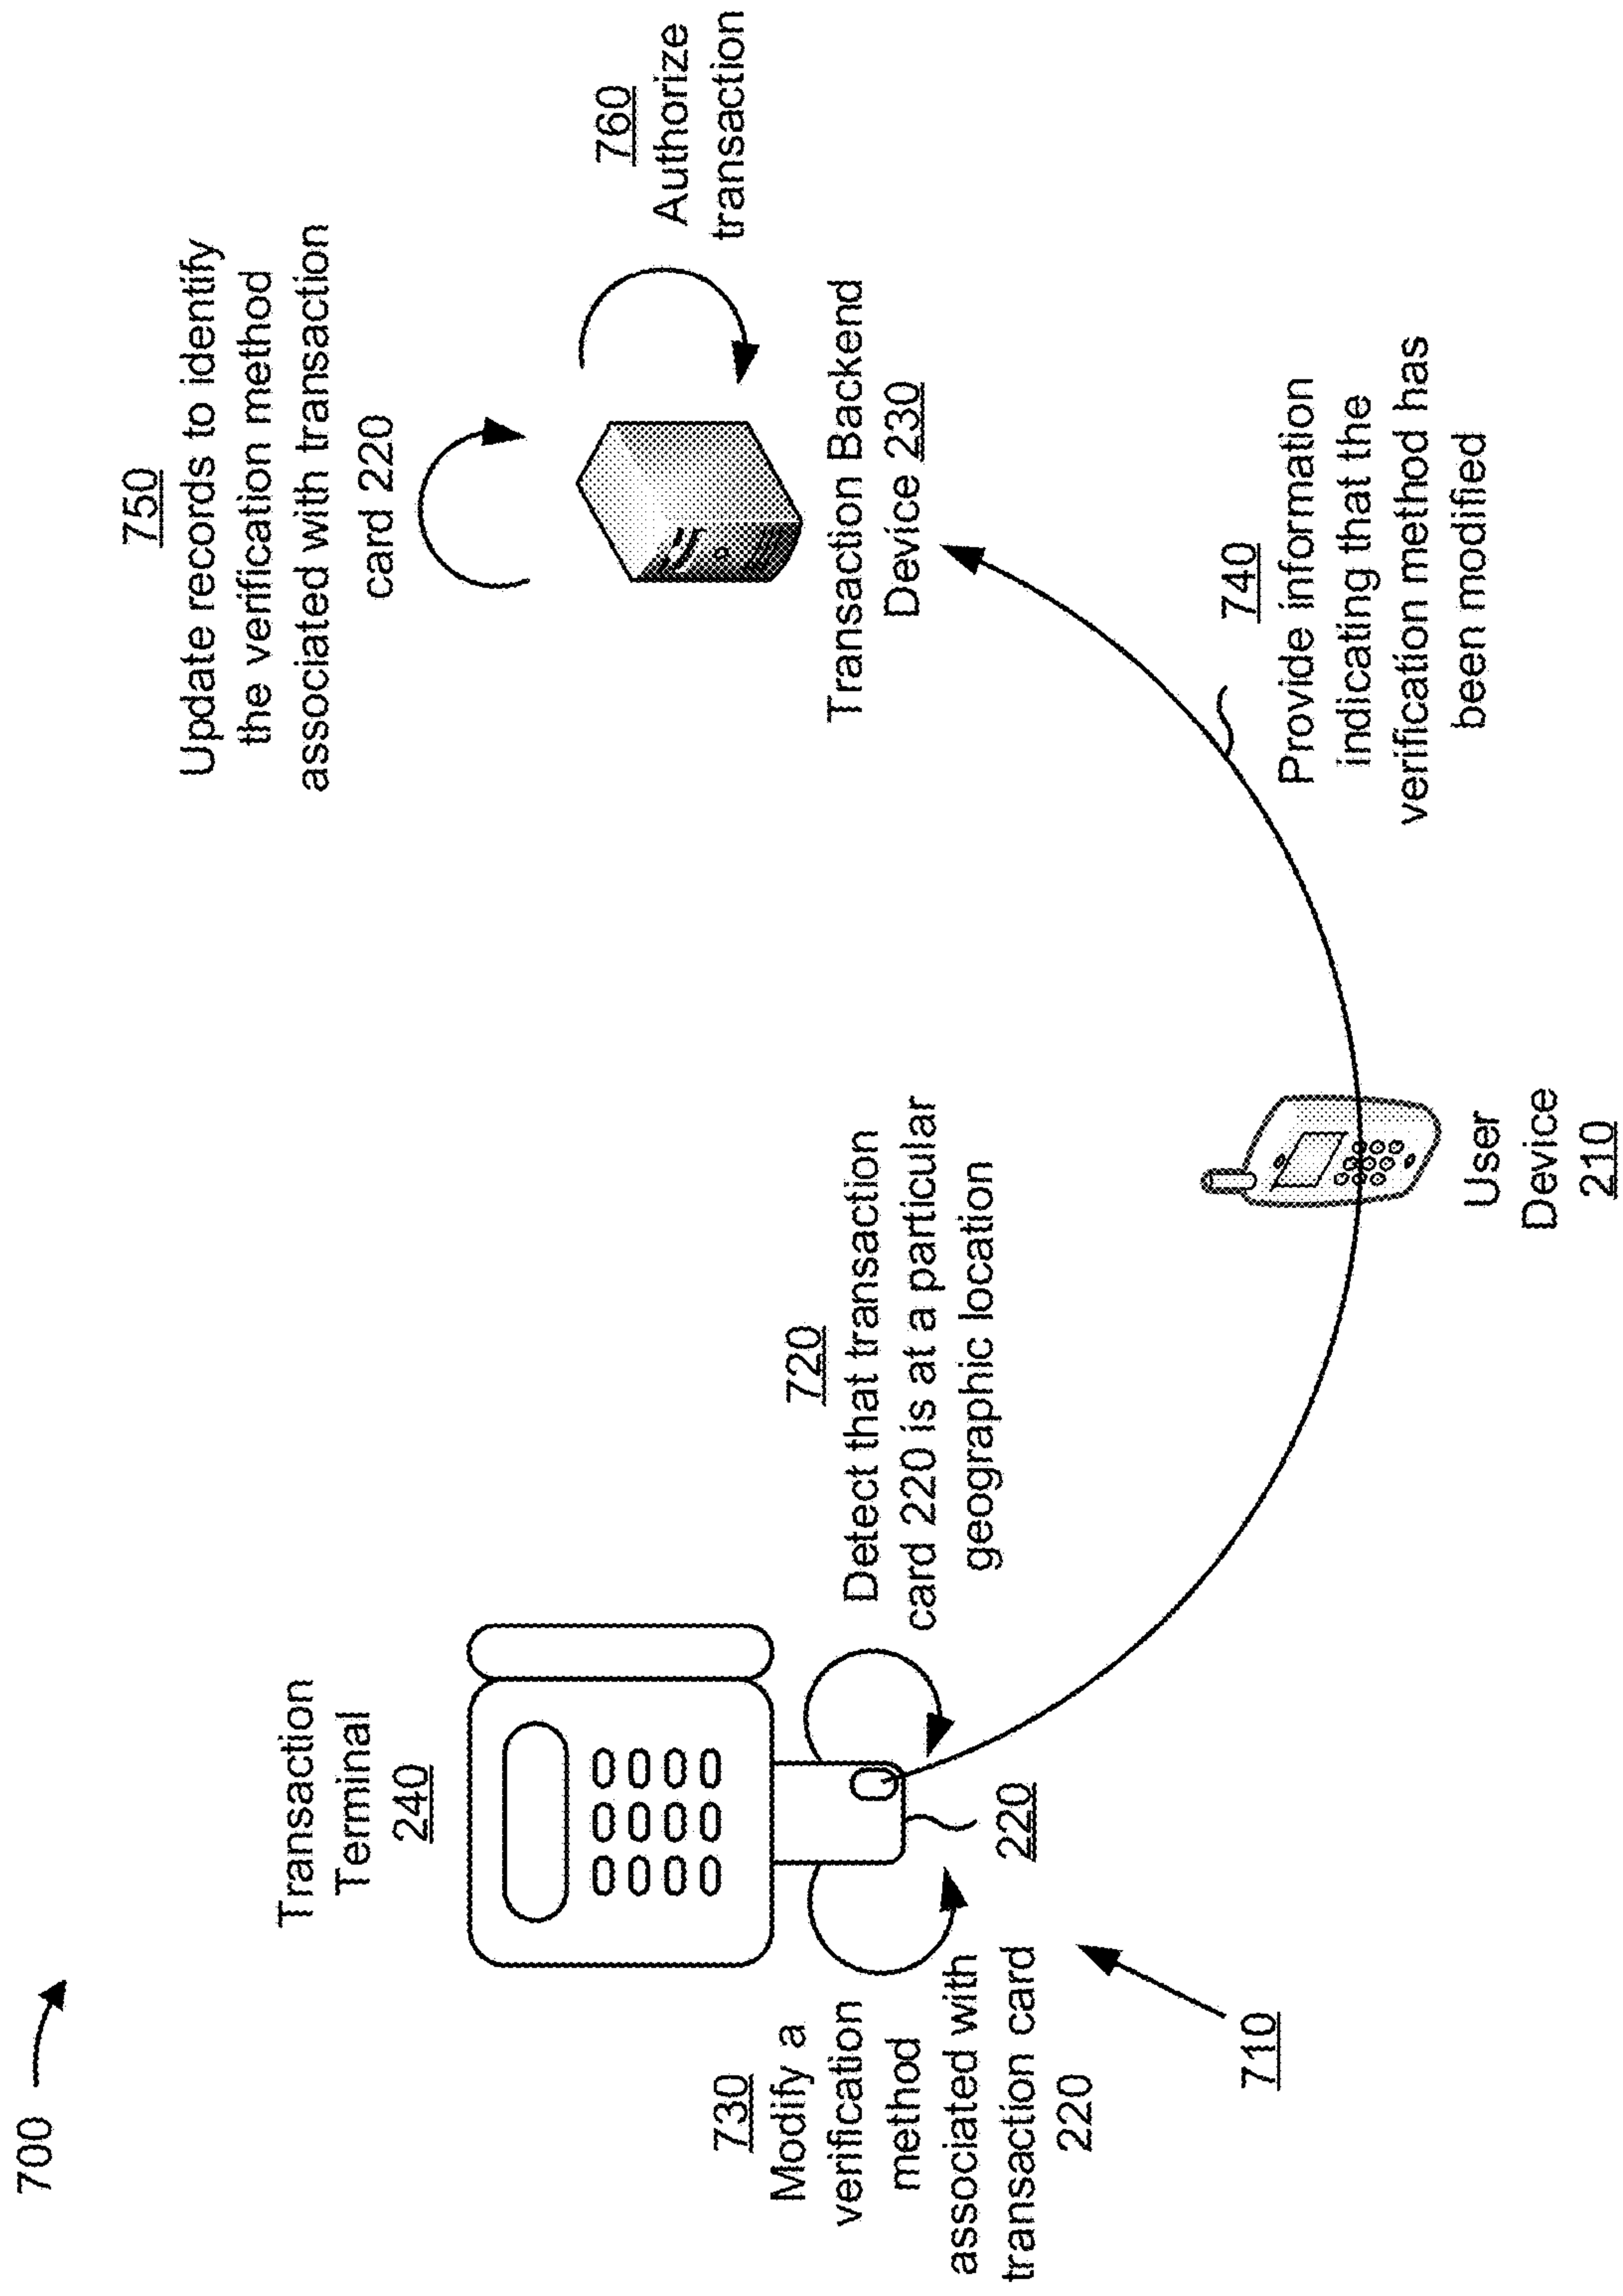 700
Transaction
Terminal
240
730
Modify a
verification
method
associated with
transaction card
220
710
220
720
Detect that transaction
card 220 is at a particular
geographic location
User
Device
210
740
Provide information
indicating that the
verification method has
been modified
Transaction Backend
Device 230
750
Update records to identify
the verification method
associated with transaction
card 220
760
Authorize
transaction